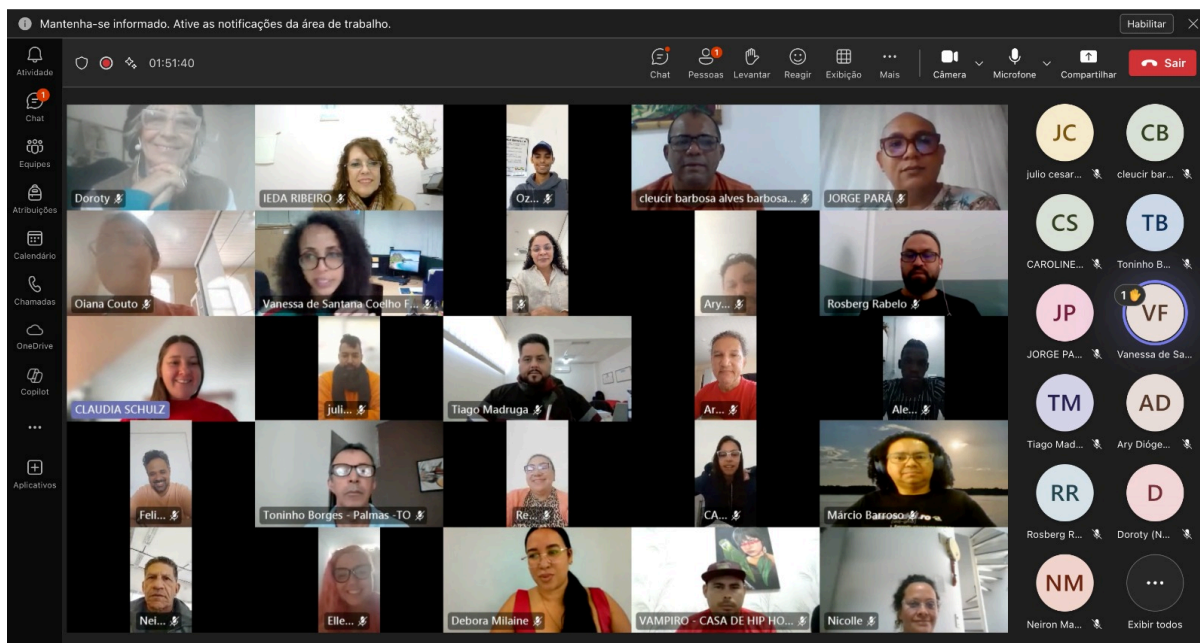 Mantenha-se informado. Ative as notificações da área de trabalho.
Habilitar
Atividade
1
Chat
Equipes
Atribuições
Calendário
Chamadas
OneDrive
Copilot
Aplicativos
01:51:40
Chat
1
Pessoas
Levantar
Reagir
Exibição
Mais
Câmera
Microfone
Compartilhar
Sair
Doroty
IEDA RIBEIRO
Oz...
cleucir barbosa alves barbosa...
JORGE PARÁ
Oiana Couto
Vanessa de Santana Coelho F...
Ary...
Rosberg Rabelo
CLAUDIA SCHULZ
juli...
Tiago Madruga
Ar...
Ale...
Feli...
Toninho Borges - Palmas -TO
Re...
CA...
Márcio Barroso
Nei...
Elle...
Debora Milaine
VAMPIRO - CASA DE HIP HO...
Nicolle
JC
julio cesar...
CB
cleucir bar...
CS
CAROLINE...
TB
Toninho B...
JP
JORGE PA...
1
VF
Vanessa de Sa...
TM
Tiago Mad...
AD
Ary Dióge...
RR
Rosberg R...
D
Doroty (N...
NM
Neiron Ma...
Exibir todos